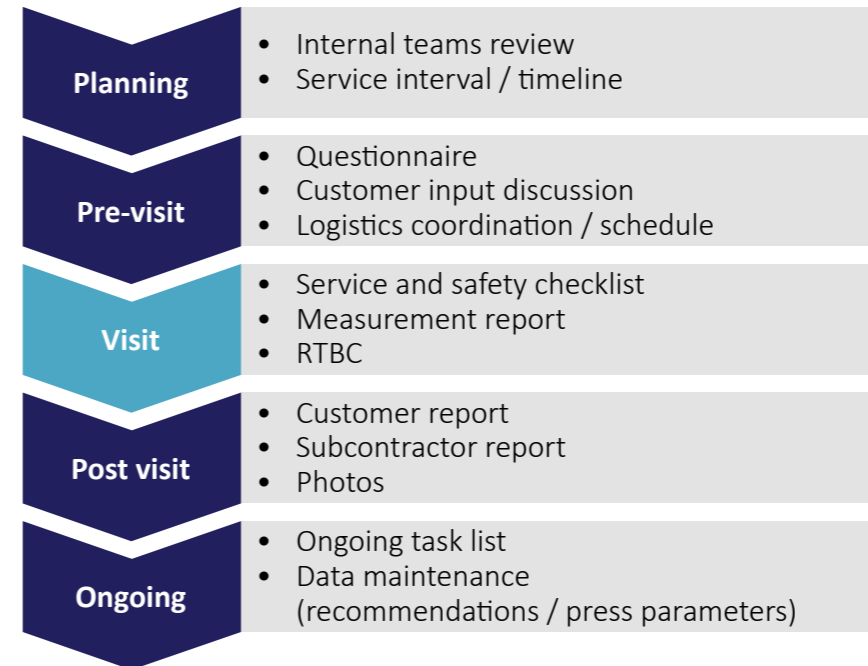 Planning
• Internal teams review
• Service interval / timeline
Pre-visit
• Questionnaire
• Customer input discussion
• Logistics coordination / schedule
Visit
• Service and safety checklist
• Measurement report
• RTBC
Post visit
• Customer report
• Subcontractor report
• Photos
Ongoing
• Ongoing task list
• Data maintenance
(recommendations / press parameters)